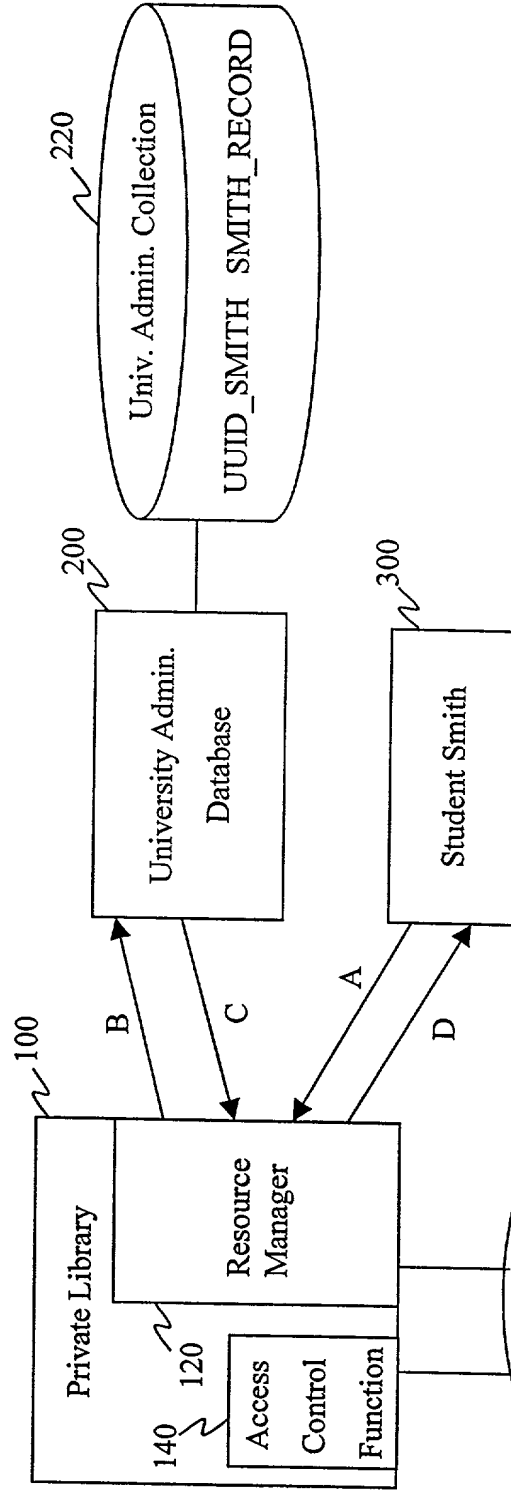 100
Private Library
140
120
Access
Control
Function
Resource
Manager
B
C
A
D
200
University Admin.
Database
300
Student Smith
220
Univ. Admin. Collection
UUID_SMITH SMITH_RECORD